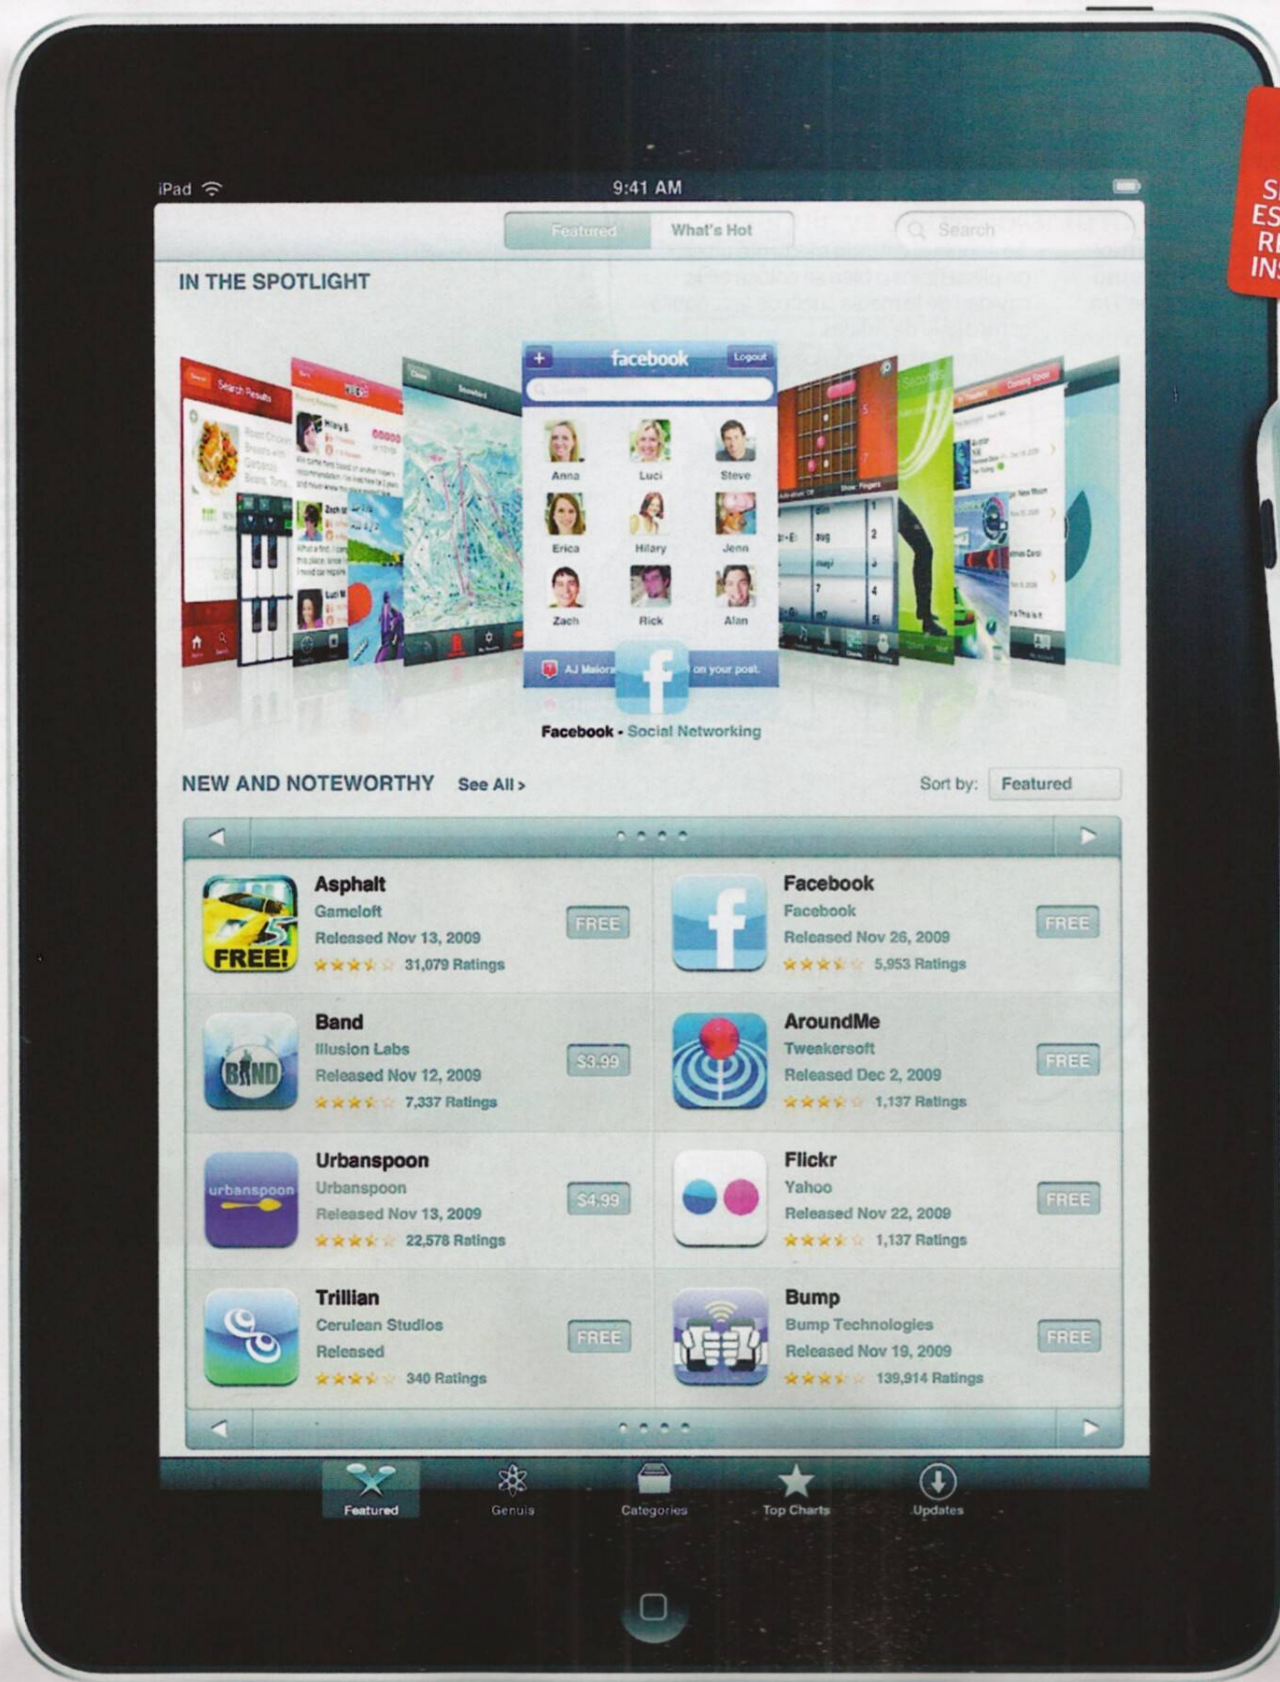 iPad
9:41 AM
Featured
What's Hot
Search
IN THE SPOTLIGHT
Search Results
Coming Soon
facebook
Logout
Anna
Luci
Steve
Erica
Hilary
Jenn
Zach
Rick
Alan
on your post.
Facebook - Social Networking
NEW AND NOTEWORTHY
See All >
Sort by:
Featured
Asphalt
Gameloft
Released Nov 13, 2009
31,079 Ratings
FREE
5
FREE!
Facebook
Facebook
Released Nov 26, 2009
5,953 Ratings
FREE
Band
Illusion Labs
Released Nov 12, 2009
7,337 Ratings
$3.99
BAND
AroundMe
Tweakersoft
Released Dec 2, 2009
1,137 Ratings
FREE
Urbanspoon
Urbanspoon
Released Nov 13, 2009
22,578 Ratings
$4.99
urbanspoon
Flickr
Yahoo
Released Nov 22, 2009
1,137 Ratings
FREE
Trillian
Cerulean Studios
Released
340 Ratings
FREE
Bump
Bump Technologies
Released Nov 19, 2009
139,914 Ratings
FREE
Featured
Genuis
Categories
Top Charts
Updates